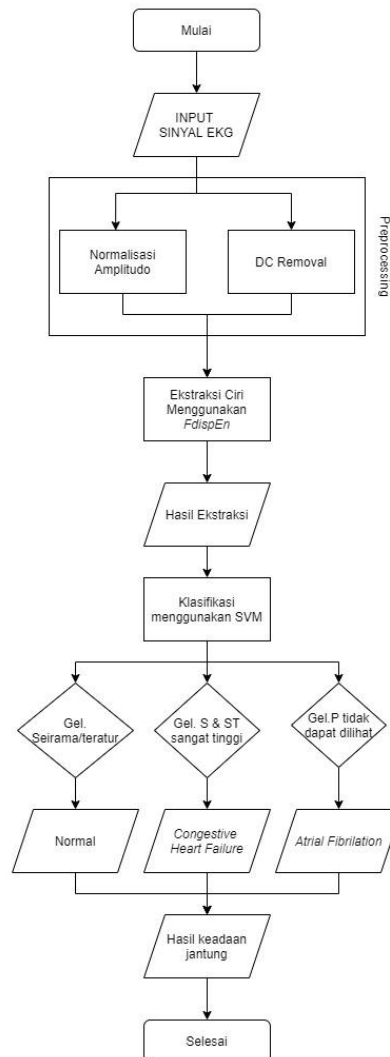 Mulai
INPUT
SINYAL EKG
Preprocessing
Normalisasi
Amplitudo
DC Removal
Ekstraksi Ciri
Menggunakan
FdispEn
Hasil Ekstraksi
Klasifikasi
menggunakan SVM
Gel.
Seirama/teratur
Gel. S & ST
sangat tinggi
Gel.P tidak
dapat dilihat
Normal
Congestive
Heart Failure
Atrial Fibrilation
Hasil keadaan
jantung
Selesai